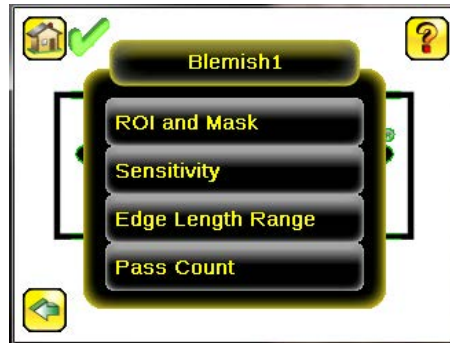 Blemish1
ROI and Mask
Sensitivity
Edge Length Range
Pass Count